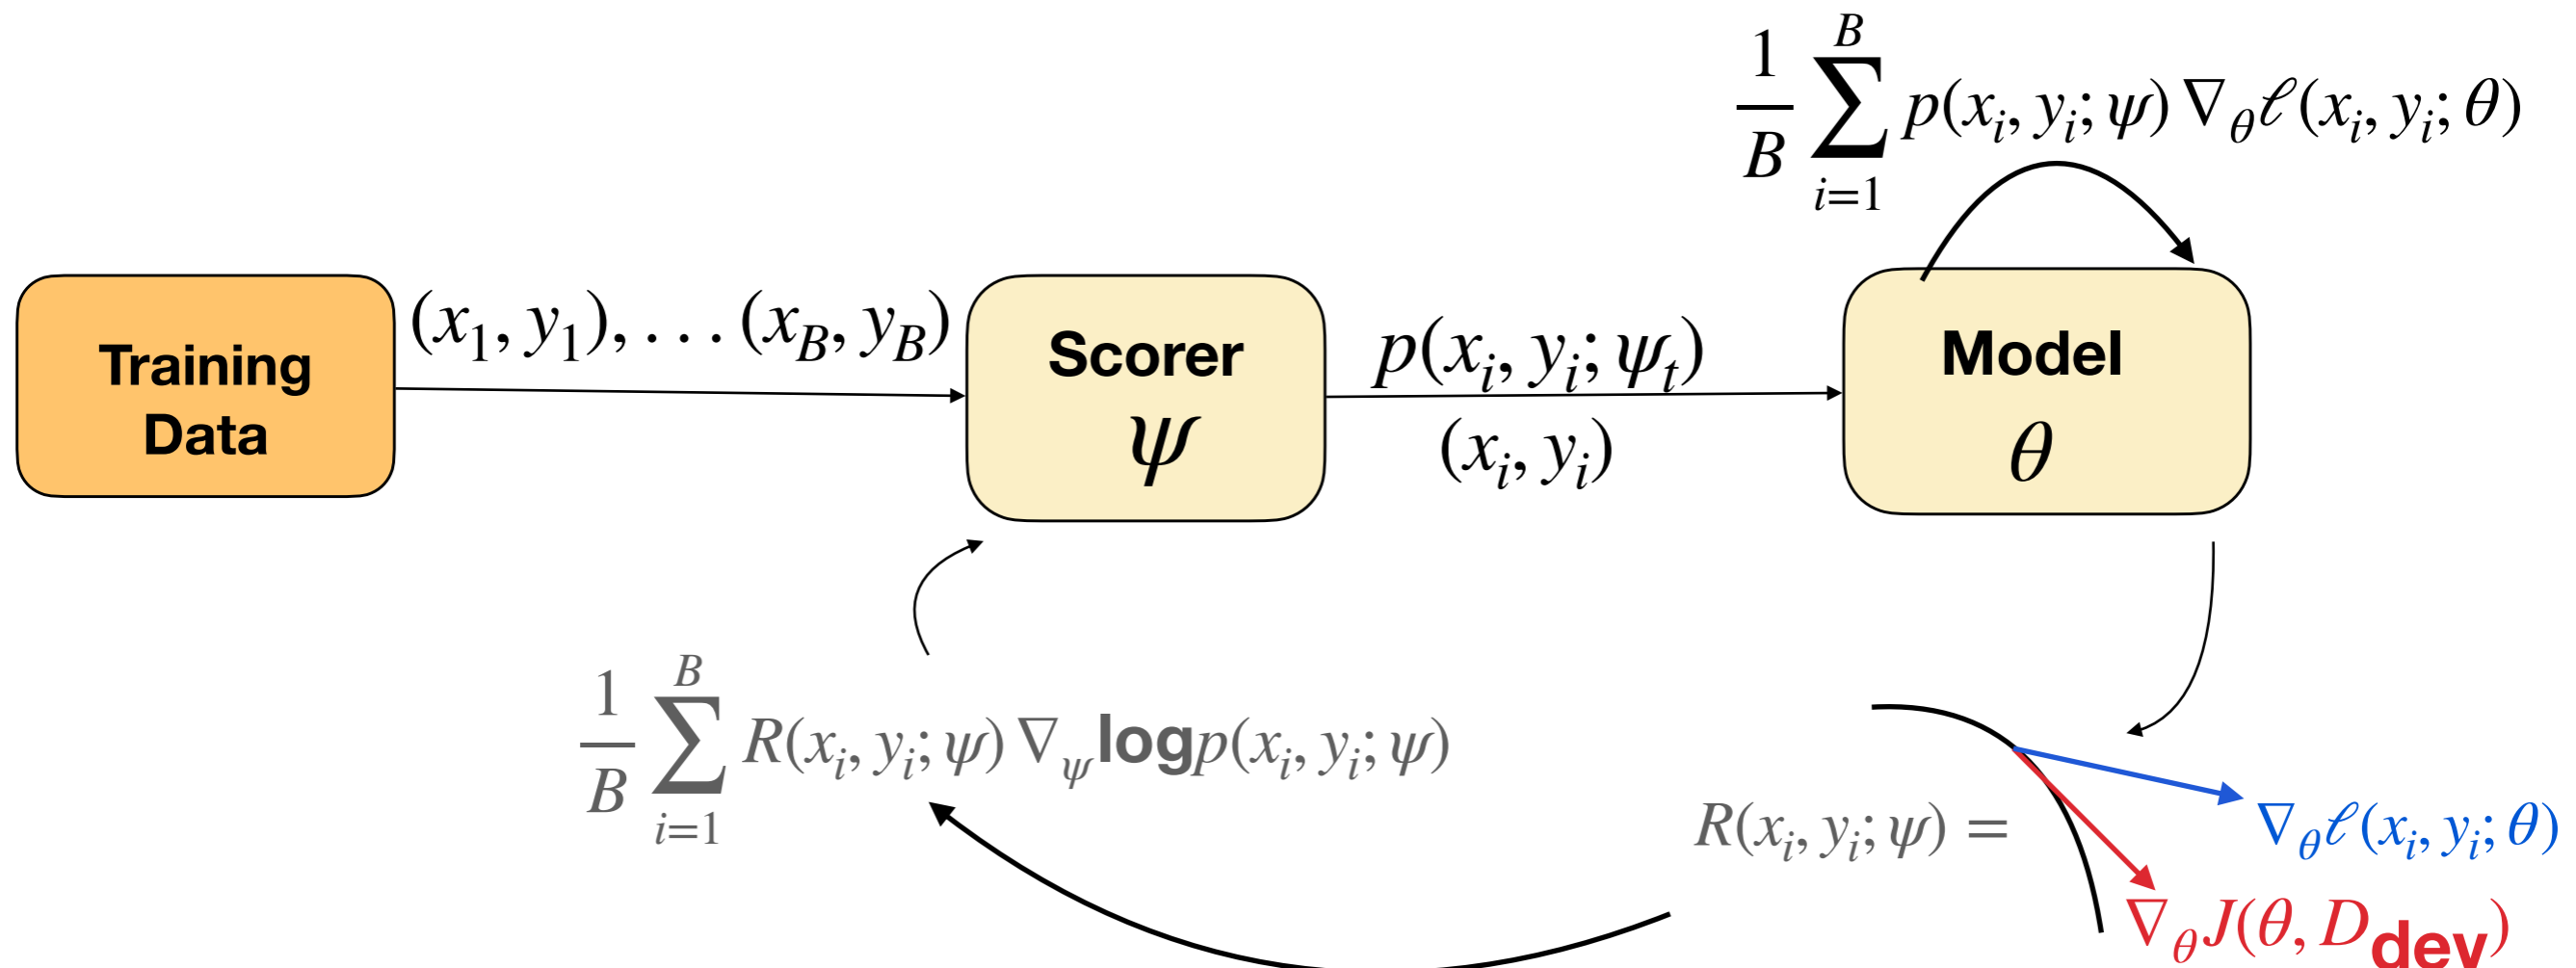 1/B ∑_{i=1}^{B} p(x_i, y_i; ψ) ∇_θ ℓ(x_i, y_i; θ)
Training
Data
(x_1, y_1), . . . (x_B, y_B)
Scorer
ψ
p(x_i, y_i; ψ_t)
(x_i, y_i)
Model
θ
1/B ∑_{i=1}^{B} R(x_i, y_i; ψ) ∇_ψ log p(x_i, y_i; ψ)
R(x_i, y_i; ψ) =
∇_θ ℓ(x_i, y_i; θ)
∇_θ J(θ, D_dev)